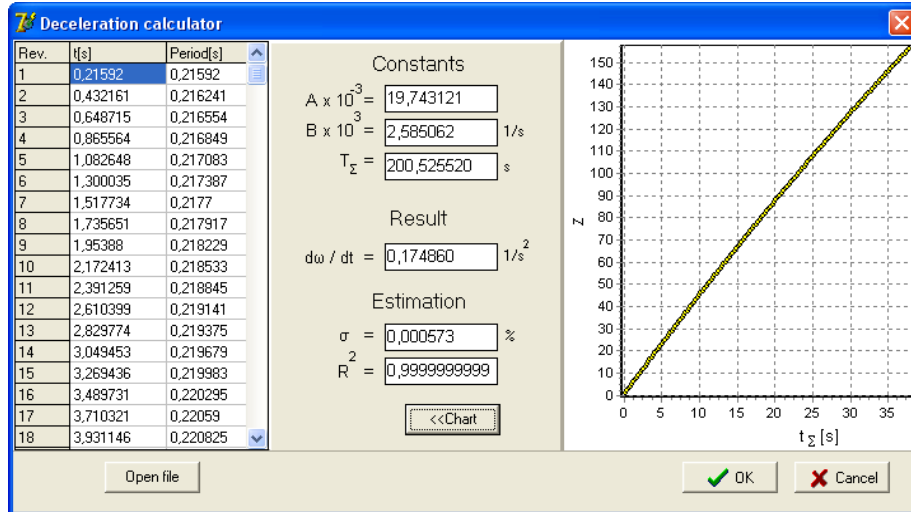 Deceleration calculator
Rev. t[s] Period[s]
1 0,21592 0,21592
2 0,432161 0,216241
3 0,648715 0,216554
4 0,865564 0,216849
5 1,082648 0,217083
6 1,300035 0,217387
7 1,517734 0,2177
8 1,735651 0,217917
9 1,95388 0,218229
10 2,172413 0,218533
11 2,391259 0,218845
12 2,610399 0,219141
13 2,829774 0,219375
14 3,049453 0,219679
15 3,269436 0,219983
16 3,489731 0,220295
17 3,710321 0,22059
18 3,931146 0,220825
Constants
A x 10⁻³ = 19,743121
B x 10³ = 2,585062 1/s
T_Σ = 200,525520 s
Result
dω / dt = 0,174860 1/s²
Estimation
σ = 0,000573 %
R² = 0,9999999999
<<Chart
150
140
130
120
110
100
90
80
70
60
50
40
30
20
10
0
Z
0 5 10 15 20 25 30 35
t_Σ [s]
Open file
OK
Cancel